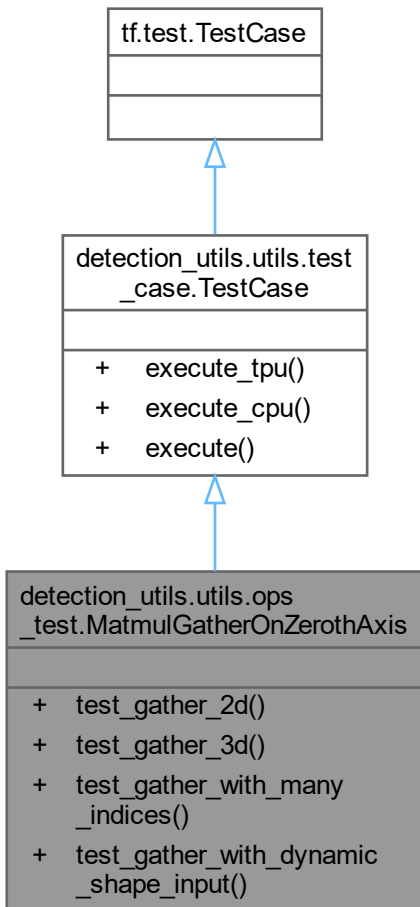 tf.test.TestCase
detection_utils.utils.test
_case.TestCase
+ execute_tpu()
+ execute_cpu()
+ execute()
detection_utils.utils.ops
_test.MatmulGatherOnZerothAxis
+ test_gather_2d()
+ test_gather_3d()
+ test_gather_with_many
_indices()
+ test_gather_with_dynamic
_shape_input()